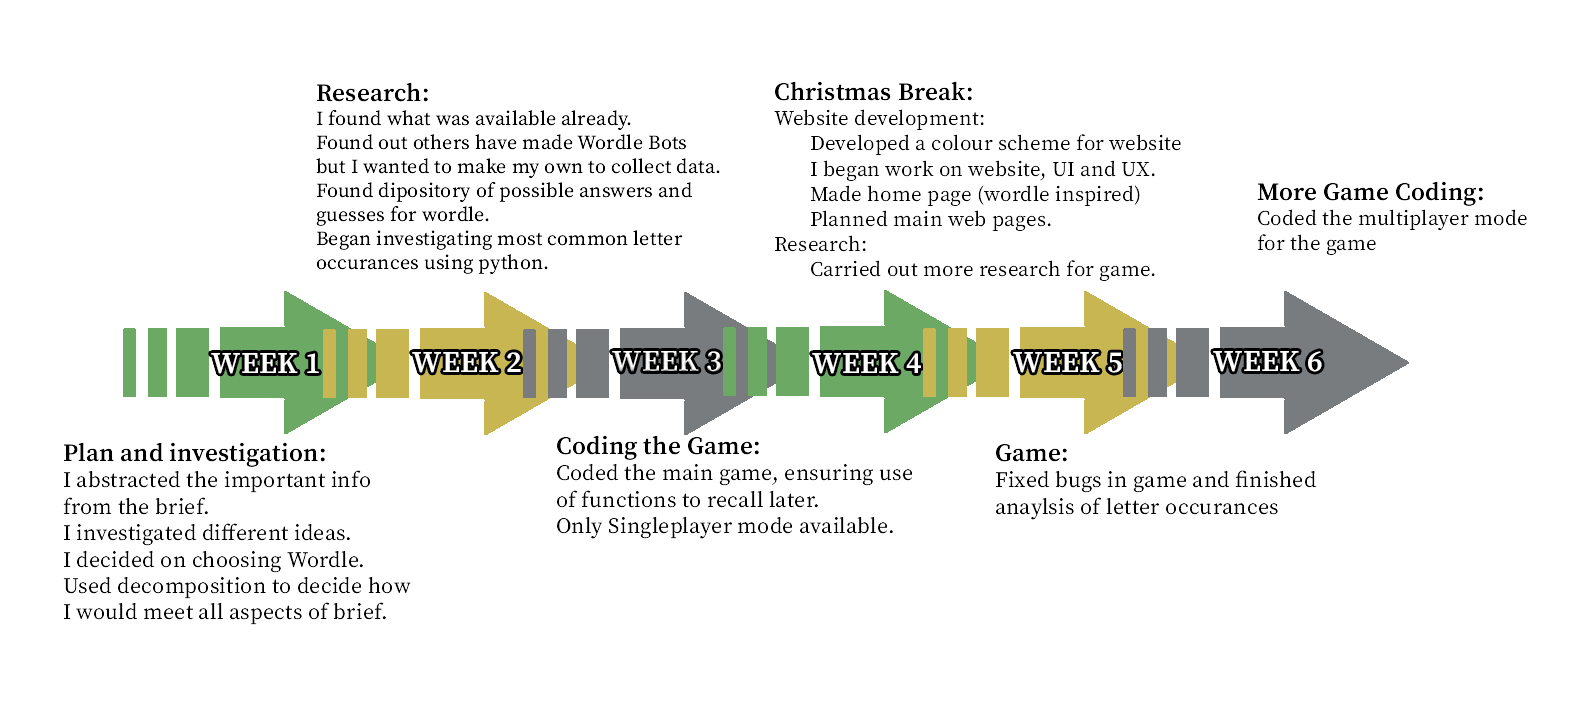 Research:
I found what was available already.
Found out others have made Wordle Bots
but I wanted to make my own to collect data.
Found dipository of possible answers and
guesses for wordle.
Began investigating most common letter
occurances using python.
Christmas Break:
Website development:
Developed a colour scheme for website
I began work on website, UI and UX.
Made home page (wordle inspired)
Planned main web pages.
Research:
Carried out more research for game.
More Game Coding:
Coded the multiplayer mode
for the game
WEEK 1
WEEK 2
WEEK 3
WEEK 4
WEEK 5
WEEK 6
Plan and investigation:
I abstracted the important info
from the brief.
I investigated different ideas.
I decided on choosing Wordle.
Used decomposition to decide how
I would meet all aspects of brief.
Coding the Game:
Coded the main game, ensuring use
of functions to recall later.
Only Singleplayer mode available.
Game:
Fixed bugs in game and finished
anaylsis of letter occurances